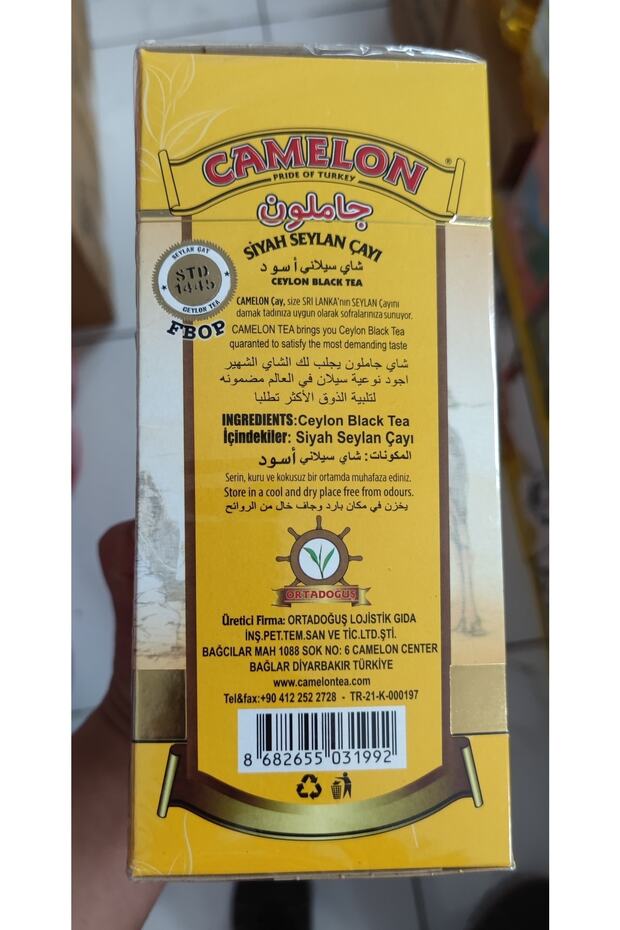 CAMELON
®
PRIDE OF TURKEY
جاملون
SİYAH SEYLAN ÇAYI
شاي سيلاني أسود
CEYLON BLACK TEA
SEYLAN ÇAY
STD.
1445
CEYLON TEA
FBOP
CAMELON Çay, size SRI LANKA'nın SEYLAN Çayını
damak tadınıza uygun olarak sofralarınıza sunuyor.
CAMELON TEA brings you Ceylon Black Tea
quaranted to satisfy the most demanding taste
شاي جاملون يجلب لك الشاي الشهير
اجود نوعية سيلان في العالم مضمونه
لتلبية الذوق الأكثر تطلبا
INGREDIENTS:Ceylon Black Tea
İçindekiler: Siyah Seylan Çayı
المكونات: شاي سيلاني أسود
Serin, kuru ve kokusuz bir ortamda muhafaza ediniz.
Store in a cool and dry place free from odours.
يخزن في مكان بارد وجاف خال من الروائح
ORTADOĞUŞ
Üretici Firma: ORTADOĞUŞ LOJİSTİK GIDA
İNŞ.PET.TEM.SAN VE TİC.LTD.ŞTİ.
BAĞCILAR MAH 1088 SOK NO: 6 CAMELON CENTER
BAĞLAR DİYARBAKIR TÜRKİYE
www.camelontea.com
Tel&fax:+90 412 252 2728 - TR-21-K-000197
8 682655 031992